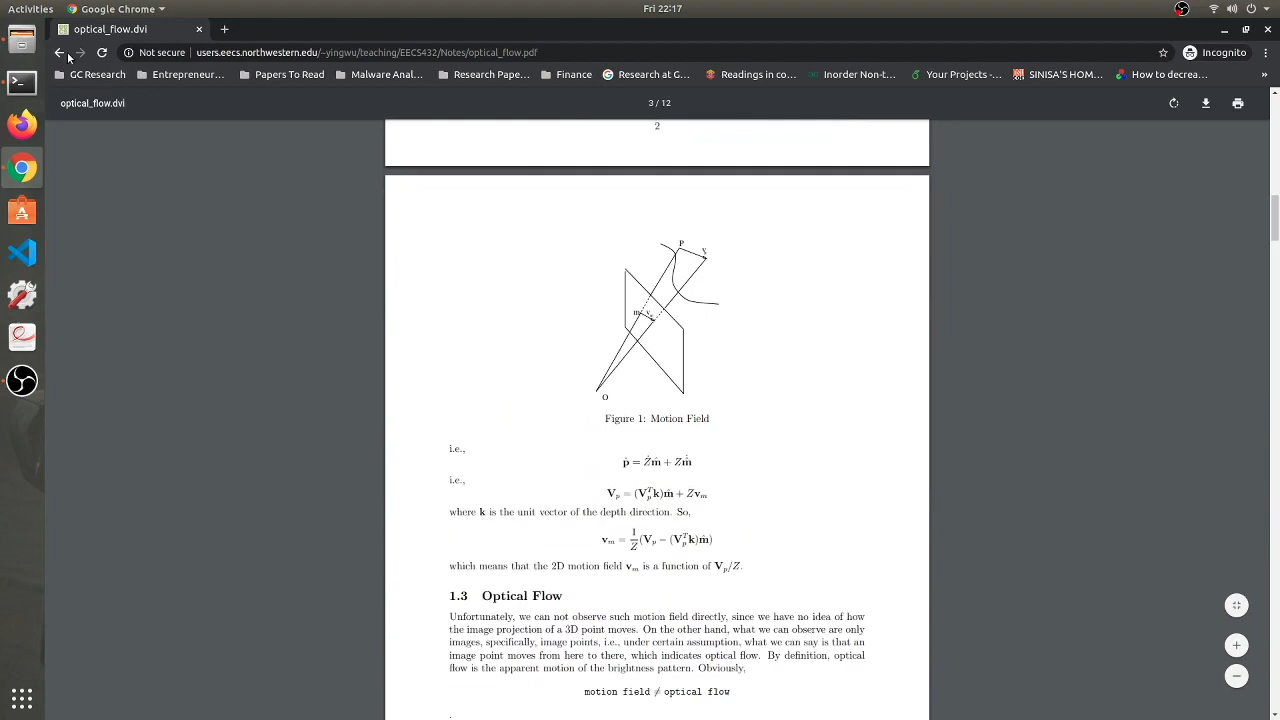 Activities
Google Chrome
Fri 22:17
optical_flow.dvi
Not secure
users.eecs.northwestern.edu/~yingwu/teaching/EECS432/Notes/optical_flow.pdf
Incognito
GC Research
Entrepreneur...
Papers To Read
Malware Anal...
Research Pape...
Finance
Research at G...
Readings in co...
Inorder Non-t...
Your Projects -...
SINISA'S HOM...
How to decrea...
»
optical_flow.dvi
3 / 12
2
P
m
v
O
Figure 1: Motion Field
i.e.,
ṗ = Żm̂ + Zm̂̇
i.e.,
V_p = (V_p^T k)m̂ + Zv_m
where k is the unit vector of the depth direction. So,
v_m = 1/Z (V_p − (V_p^T k)m̂)
which means that the 2D motion field v_m is a function of V_p/Z.
1.3 Optical Flow
Unfortunately, we can not observe such motion field directly, since we have no idea of how
the image projection of a 3D point moves. On the other hand, what we can observe are only
images, specifically, image points, i.e., under certain assumption, what we can say is that an
image point moves from here to there, which indicates optical flow. By definition, optical
flow is the apparent motion of the brightness pattern. Obviously,
motion field ≠ optical flow
.